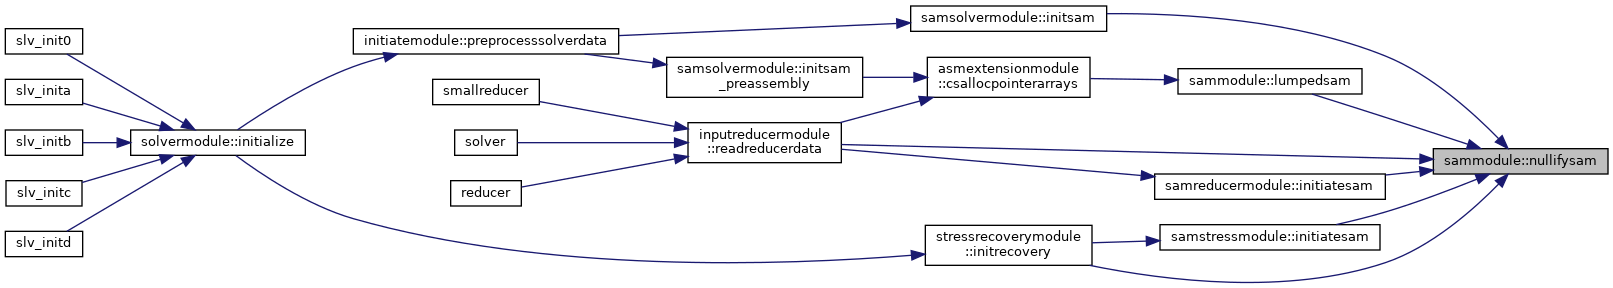 slv_init0
slv_inita
slv_initb
slv_initc
slv_initd
solvermodule::initialize
initiatemodule::preprocesssolverdata
smallreducer
solver
reducer
samsolvermodule::initsam
_preassembly
inputreducermodule
::readreducerdata
samsolvermodule::initsam
asmextensionmodule
::csallocpointerarrays
stressrecoverymodule
::initrecovery
sammodule::lumpedsam
samreducermodule::initiatesam
samstressmodule::initiatesam
sammodule::nullifysam